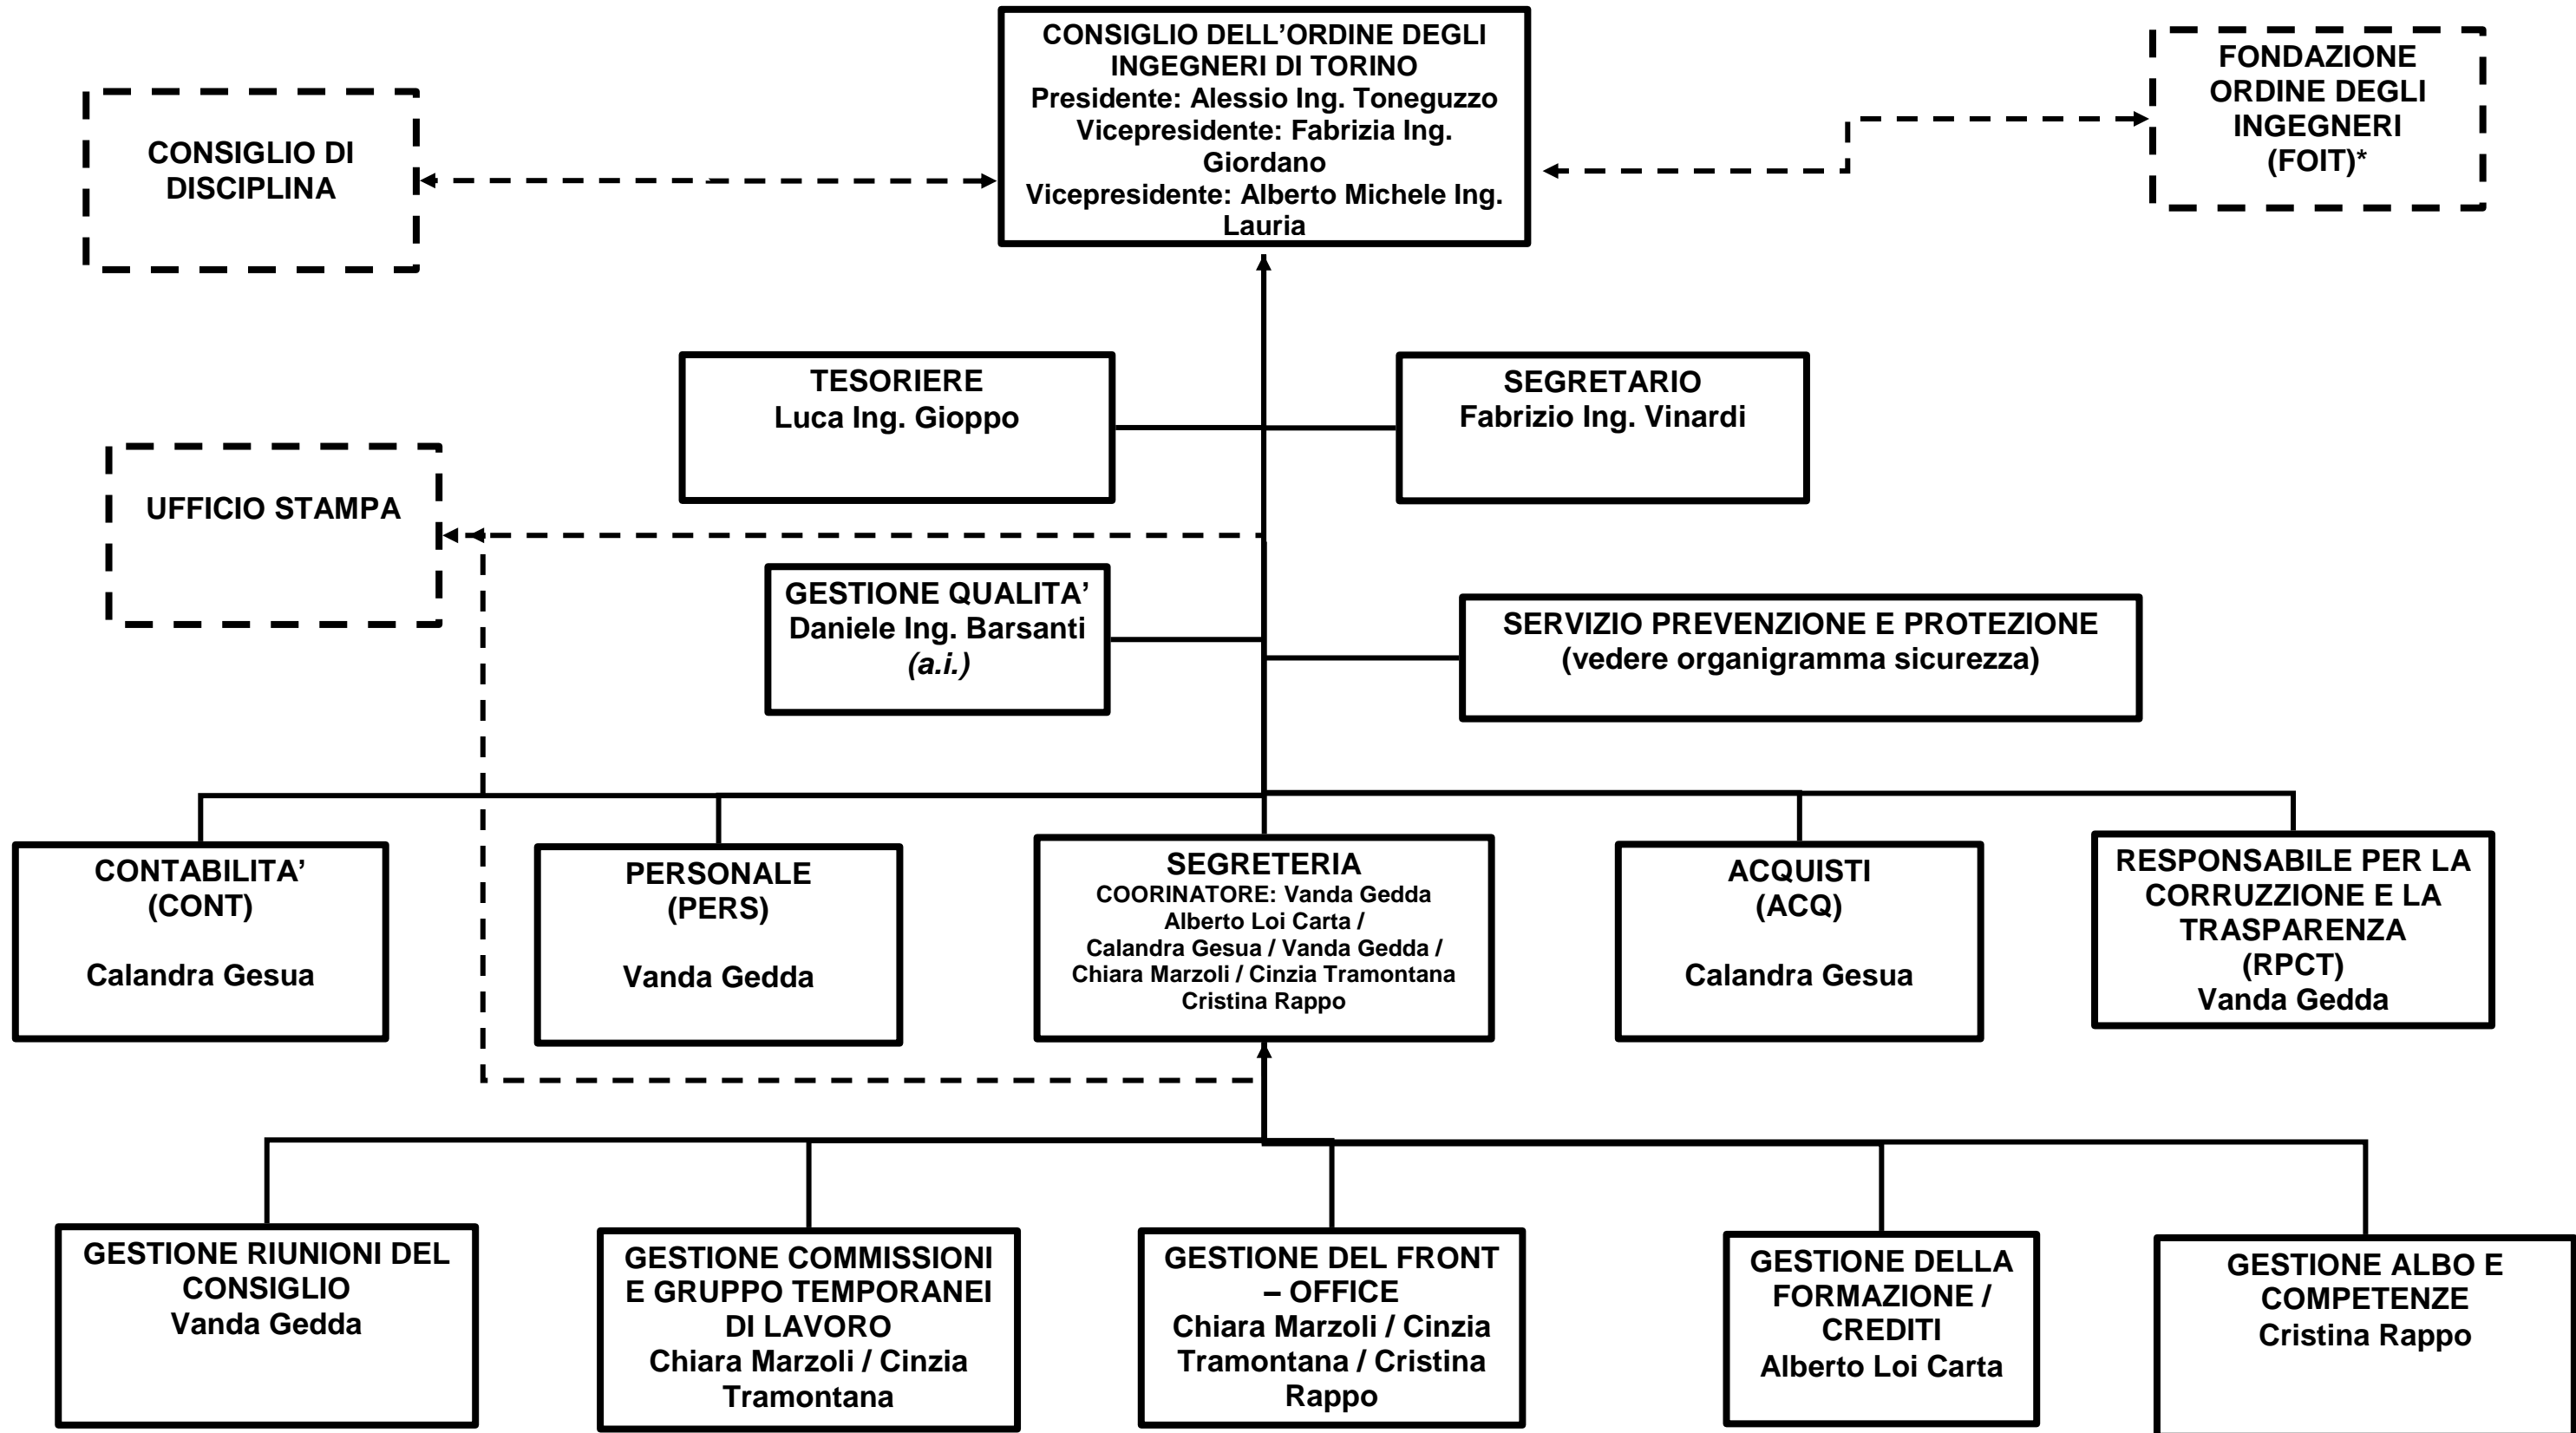 CONSIGLIO DELL’ORDINE DEGLI
INGEGNERI DI TORINO
Presidente: Alessio Ing. Toneguzzo
Vicepresidente: Fabrizia Ing.
Giordano
Vicepresidente: Alberto Michele Ing.
Lauria
FONDAZIONE
ORDINE DEGLI
INGEGNERI
(FOIT)*
CONSIGLIO DI
DISCIPLINA
TESORIERE
Luca Ing. Gioppo
SEGRETARIO
Fabrizio Ing. Vinardi
UFFICIO STAMPA
GESTIONE QUALITA’
Daniele Ing. Barsanti
(a.i.)
SERVIZIO PREVENZIONE E PROTEZIONE
(vedere organigramma sicurezza)
CONTABILITA’
(CONT)
Calandra Gesua
PERSONALE
(PERS)
Vanda Gedda
SEGRETERIA
COORINATORE: Vanda Gedda
Alberto Loi Carta /
Calandra Gesua / Vanda Gedda /
Chiara Marzoli / Cinzia Tramontana
Cristina Rappo
ACQUISTI
(ACQ)
Calandra Gesua
RESPONSABILE PER LA
CORRUZZIONE E LA
TRASPARENZA
(RPCT)
Vanda Gedda
GESTIONE RIUNIONI DEL
CONSIGLIO
Vanda Gedda
GESTIONE COMMISSIONI
E GRUPPO TEMPORANEI
DI LAVORO
Chiara Marzoli / Cinzia
Tramontana
GESTIONE DEL FRONT
– OFFICE
Chiara Marzoli / Cinzia
Tramontana / Cristina
Rappo
GESTIONE DELLA
FORMAZIONE /
CREDITI
Alberto Loi Carta
GESTIONE ALBO E
COMPETENZE
Cristina Rappo